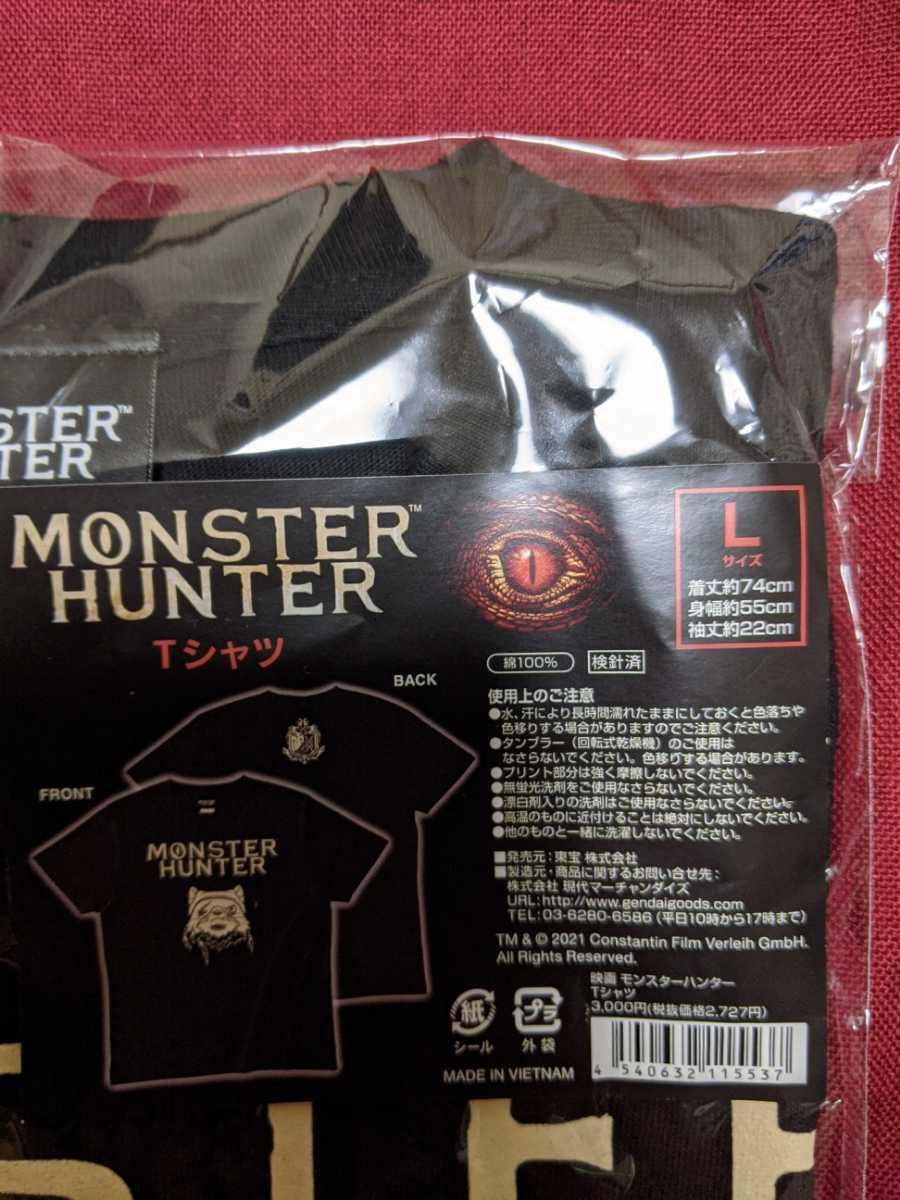 STER™
TER
MONSTER™
HUNTER
Tシャツ
L
サイズ
着丈約74cm
身幅約55cm
袖丈約22cm
綿100%
検針済
BACK
FRONT
MONSTER
HUNTER
使用上のご注意
●水、汗により長時間濡れたままにしておくと色落ちや
色移りする場合がありますのでご注意ください。
●タンブラー(回転式乾燥機)のご使用は
なさらないでください。色移りする場合があります。
●プリント部分は強く摩擦しないでください。
●無蛍光洗剤をご使用なさらないでください。
●漂白剤入りの洗剤はご使用なさらないでください。
●高温のものに近付けることは絶対にしないでください。
●他のものと一緒に洗濯しないでください。
■発売元:東宝 株式会社
■製造元・商品に関するお問い合せ先:
株式会社 現代マーチャンダイズ
URL:http://www.gendaigoods.com
TEL:03-6280-6586(平日10時から17時まで)
TM & © 2021 Constantin Film Verleih GmbH.
All Rights Reserved.
映画 モンスターハンター
Tシャツ
3,000円(税抜価格2,727円)
紙
シール
プラ
外袋
MADE IN VIETNAM
4 540632 115537